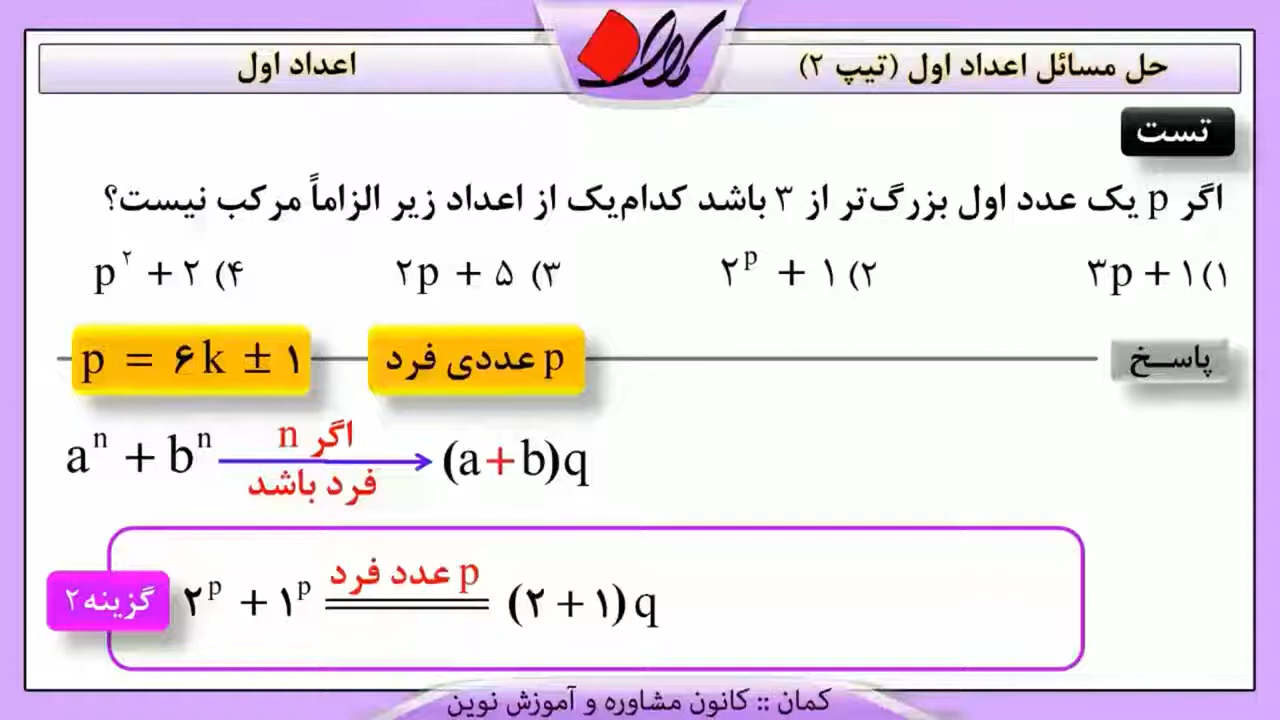 حل مسائل اعداد اول (تیپ ۲)
اعداد اول
کمان
تست
اگر p یک عدد اول بزرگ‌تر از ۳ باشد کدام‌یک از اعداد زیر الزاماً مرکب نیست؟
۱) ۳p + ۱
۲) ۲^p + ۱
۳) ۲p + ۵
۴) p^۲ + ۲
پاسـخ
p عددی فرد
p = ۶k ± ۱
a^n + b^n اگر n فرد باشد (a+b)q
گزینه۲
۲^p + ۱^p p عدد فرد (۲ + ۱) q
کمان :: کانون مشاوره و آموزش نوین